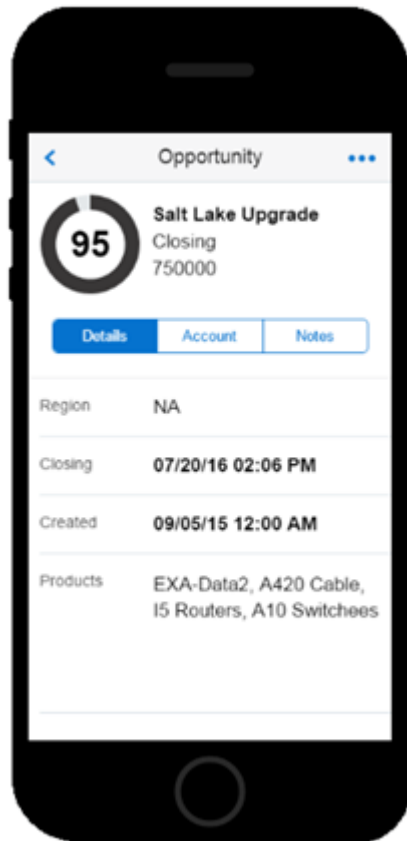 Opportunity
95
Salt Lake Upgrade
Closing
750000
Details Account Notes
Region NA
Closing 07/20/16 02:06 PM
Created 09/05/15 12:00 AM
Products EXA-Data2, A420 Cable,
I5 Routers, A10 Switchees